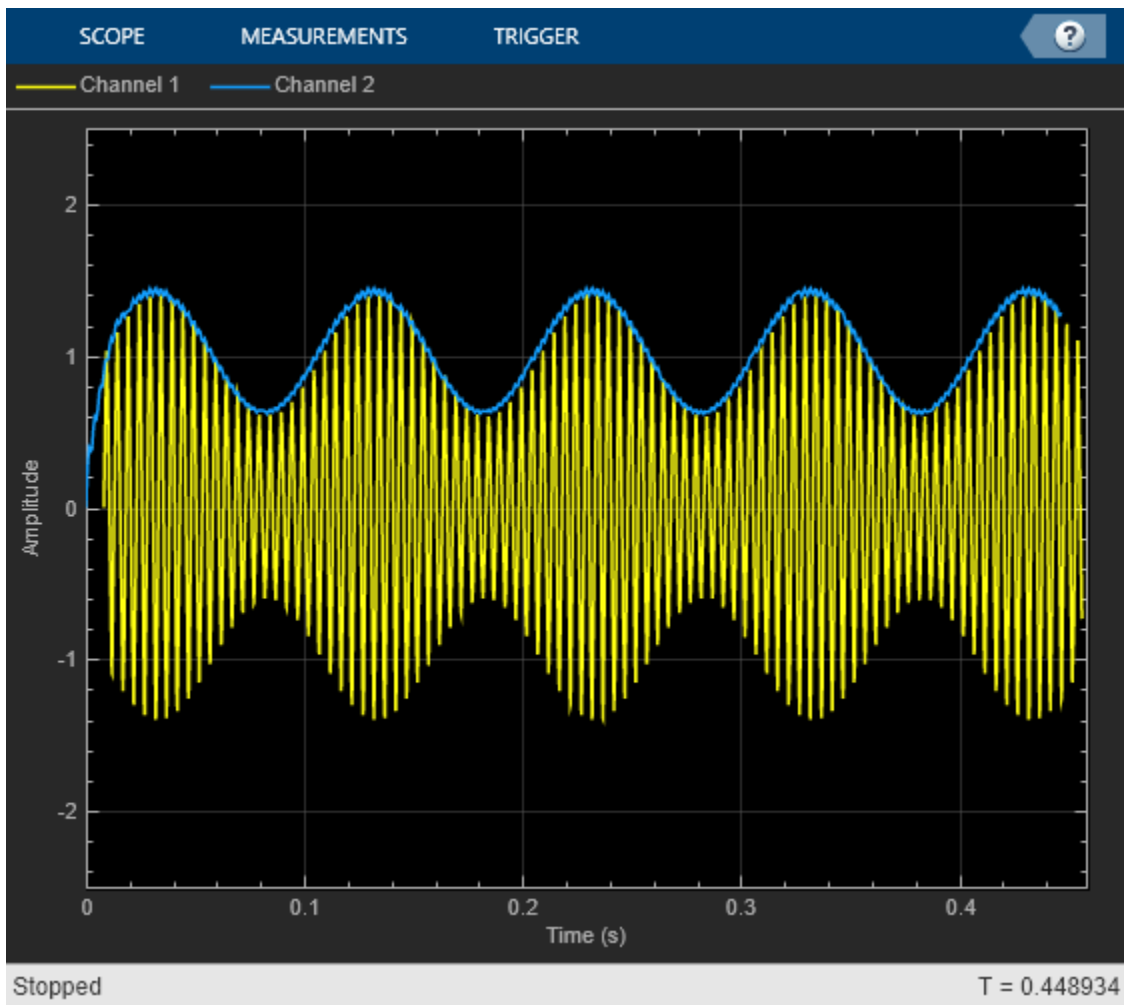 SCOPE MEASUREMENTS TRIGGER ?
Channel 1 Channel 2
2
1
0
-1
-2
Amplitude
0 0.1 0.2 0.3 0.4
Time (s)
Stopped T = 0.448934